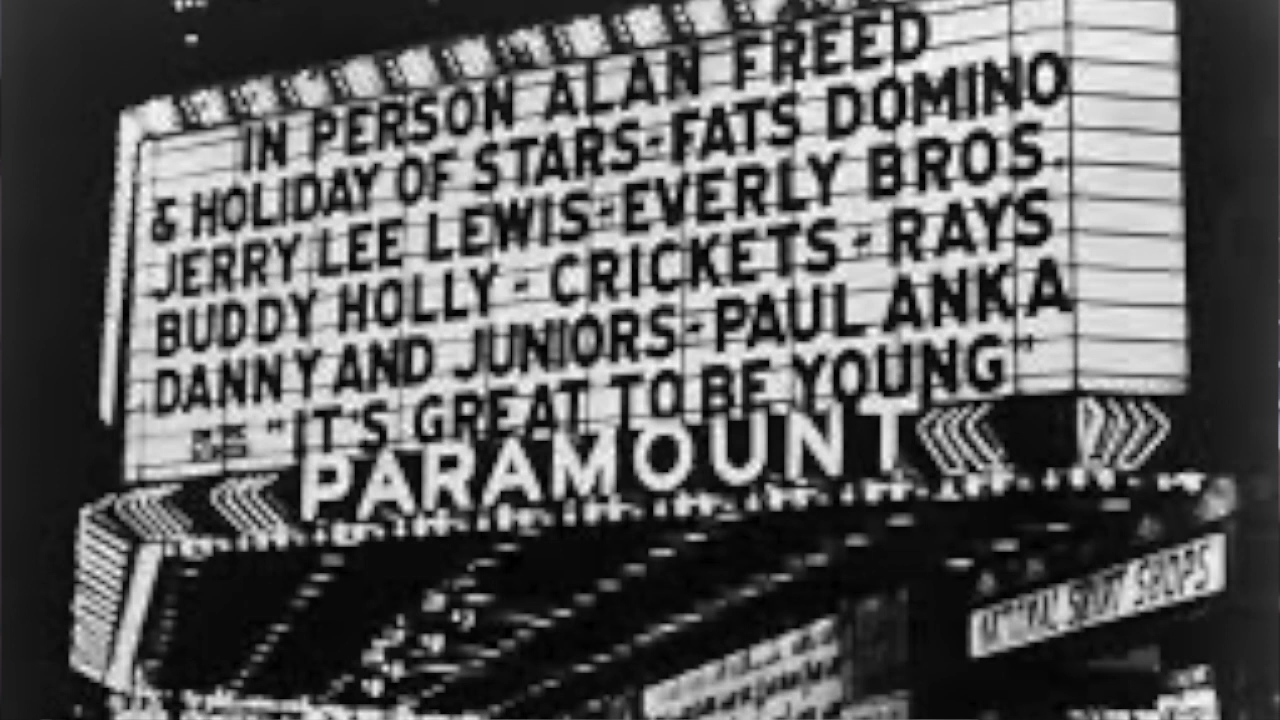 IN PERSON ALAN FREED
& HOLIDAY OF STARS-FATS DOMINO
JERRY LEE LEWIS-EVERLY BROS.
BUDDY HOLLY - CRICKETS - RAYS
DANNY AND JUNIORS-PAUL ANKA
"IT'S GREAT TO BE YOUNG"
PARAMOUNT
SHOPS